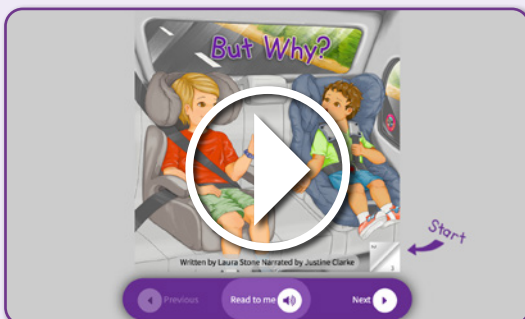 But Why?
Start
Written by Laura Stone Narrated by Justine Clarke
Previous
Read to me
Next